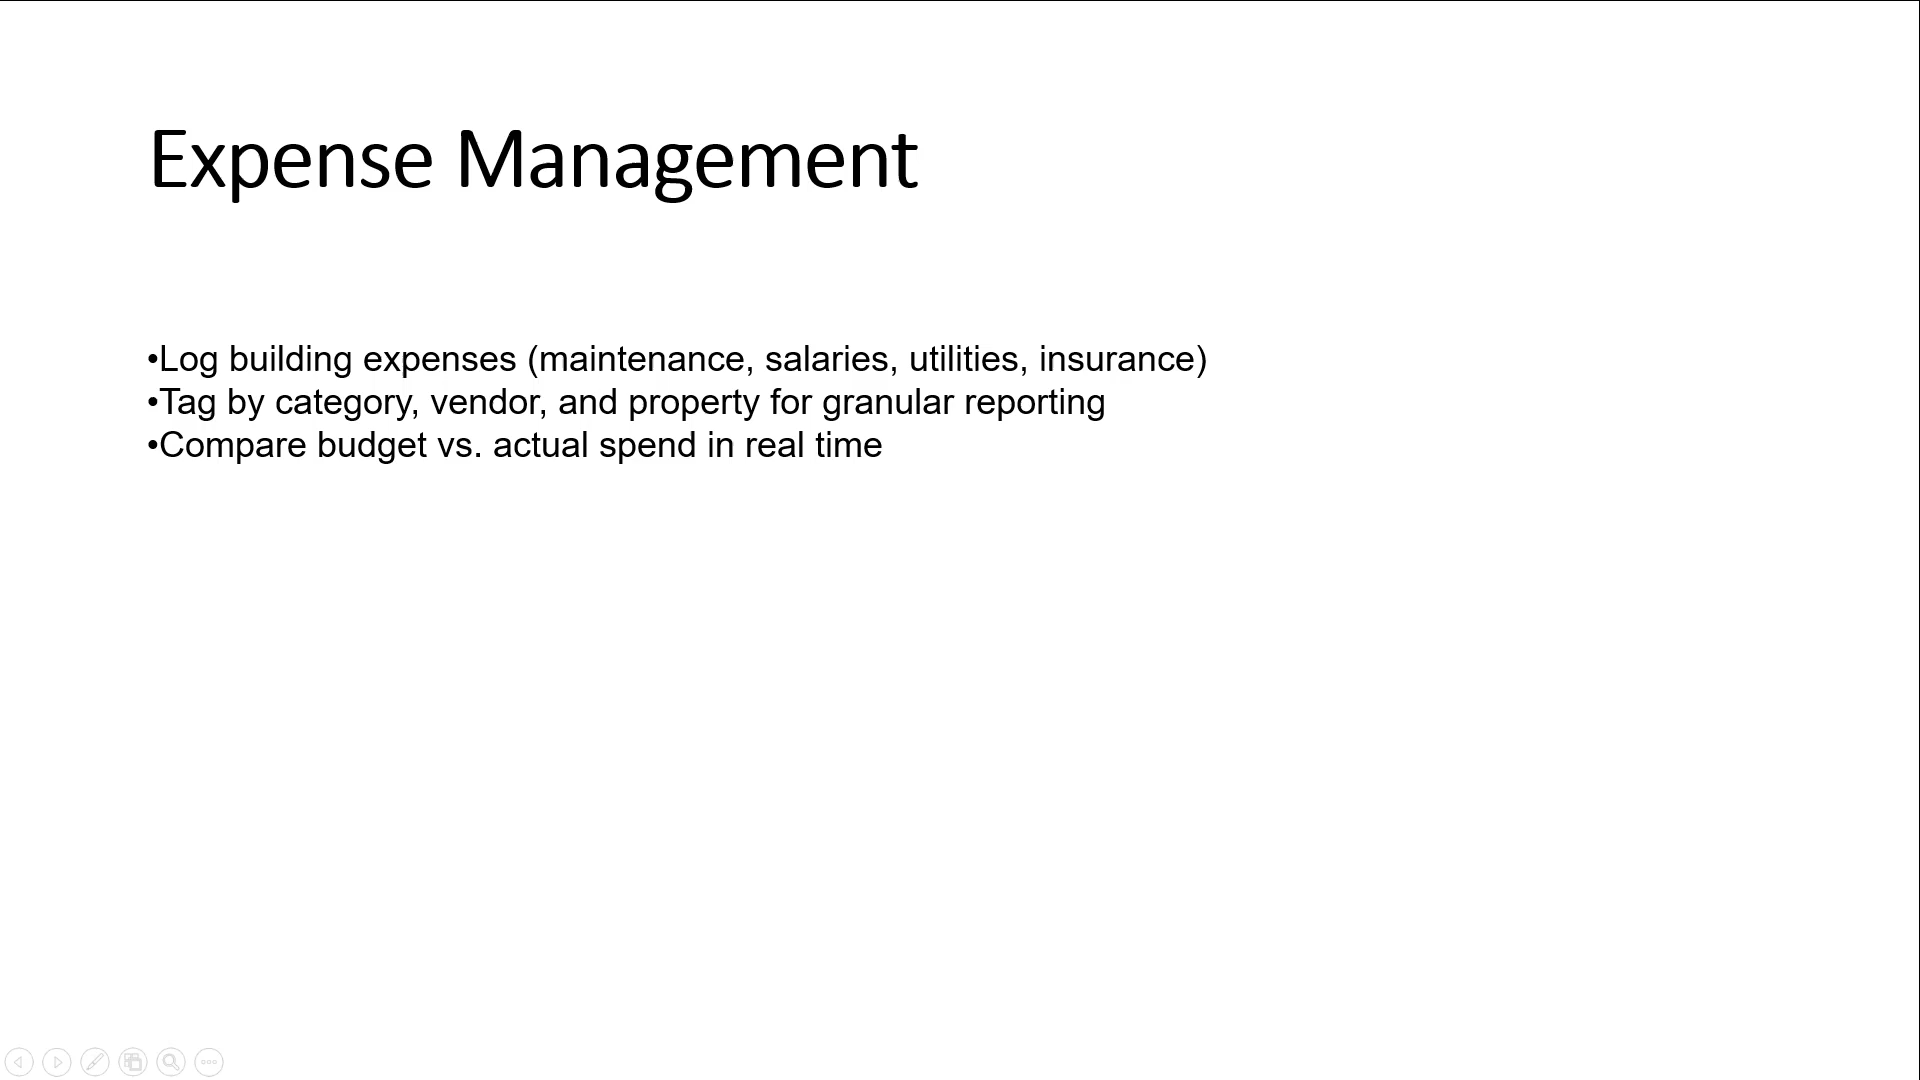 Expense Management
•Log building expenses (maintenance, salaries, utilities, insurance)
•Tag by category, vendor, and property for granular reporting
•Compare budget vs. actual spend in real time